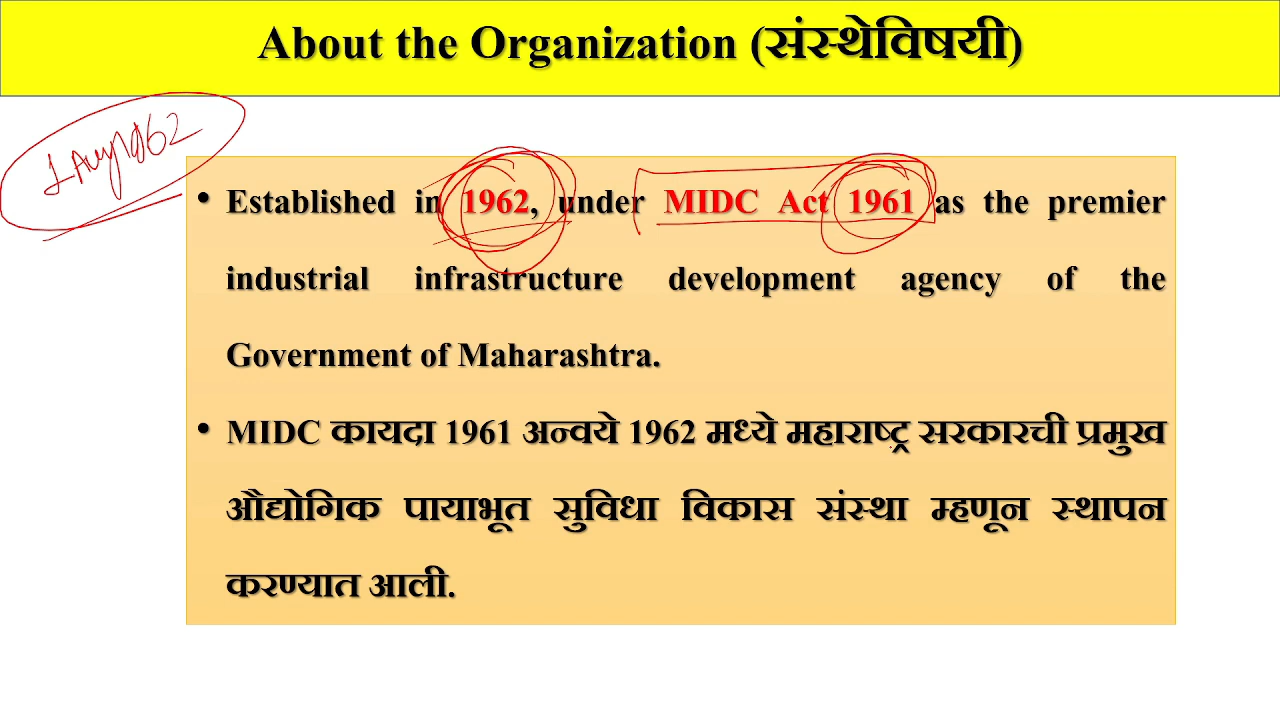 About the Organization (संस्थेविषयी)
1 Aug 1962
• Established in 1962, under MIDC Act 1961 as the premier
industrial infrastructure development agency of the
Government of Maharashtra.
• MIDC कायदा 1961 अन्वये 1962 मध्ये महाराष्ट्र सरकारची प्रमुख
औद्योगिक पायाभूत सुविधा विकास संस्था म्हणून स्थापन
करण्यात आली.